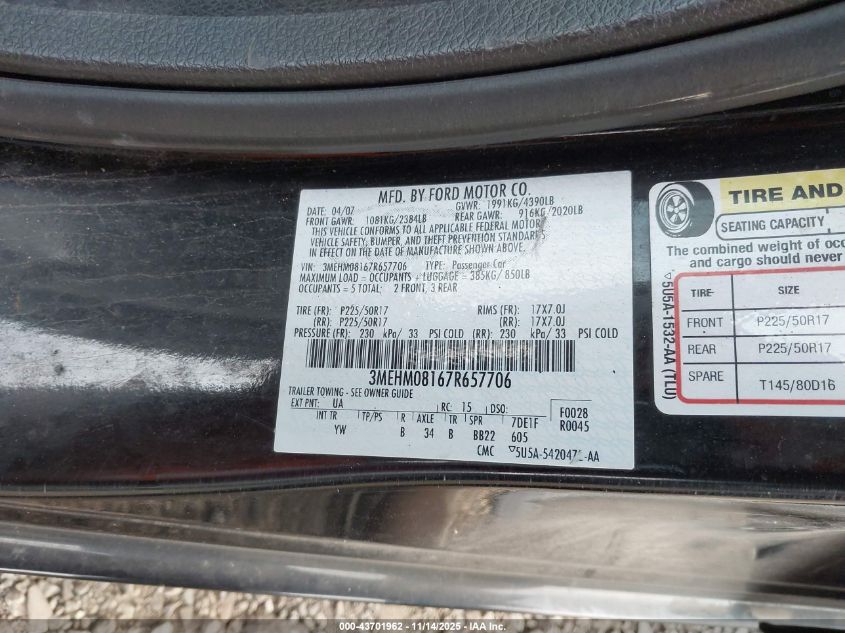 MFD. BY FORD MOTOR CO.
DATE: 04/07 GVWR: 1991KG/4390LB
FRONT GAWR: 1081KG/2384LB REAR GAWR: 916KG/2020LB
THIS VEHICLE CONFORMS TO ALL APPLICABLE FEDERAL MOTOR
VEHICLE SAFETY, BUMPER, AND THEFT PREVENTION STANDARDS
IN EFFECT ON THE DATE OF MANUFACTURE SHOWN ABOVE.
VIN: 3MEHM08167R657706 TYPE: Passenger Car
MAXIMUM LOAD = OCCUPANTS + LUGGAGE = 385KG/ 850LB
OCCUPANTS = 5 TOTAL: 2 FRONT, 3 REAR
TIRE (FR): P225/50R17 RIMS (FR): 17X7.0J
(RR): P225/50R17 (RR): 17X7.0J
PRESSURE (FR): 230 kPa/ 33 PSI COLD (RR): 230 kPa/ 33 PSI COLD
3MEHM08167R657706
TRAILER TOWING - SEE OWNER GUIDE
EXT PNT: UA RC: 15 DSO: F0028
INT TR TP/PS R AXLE TR SPR 7DE1F R0045
YW B 34 B BB22 605
CMC 5U5A-5420472-AA
TIRE AND
SEATING CAPACITY
The combined weight of occ
and cargo should never
TIRE SIZE
FRONT P225/50R17
REAR P225/50R17
SPARE T145/80D16
5U5A-1532-AA (TLU)
000-43701962 - 11/14/2025 - IAA Inc.